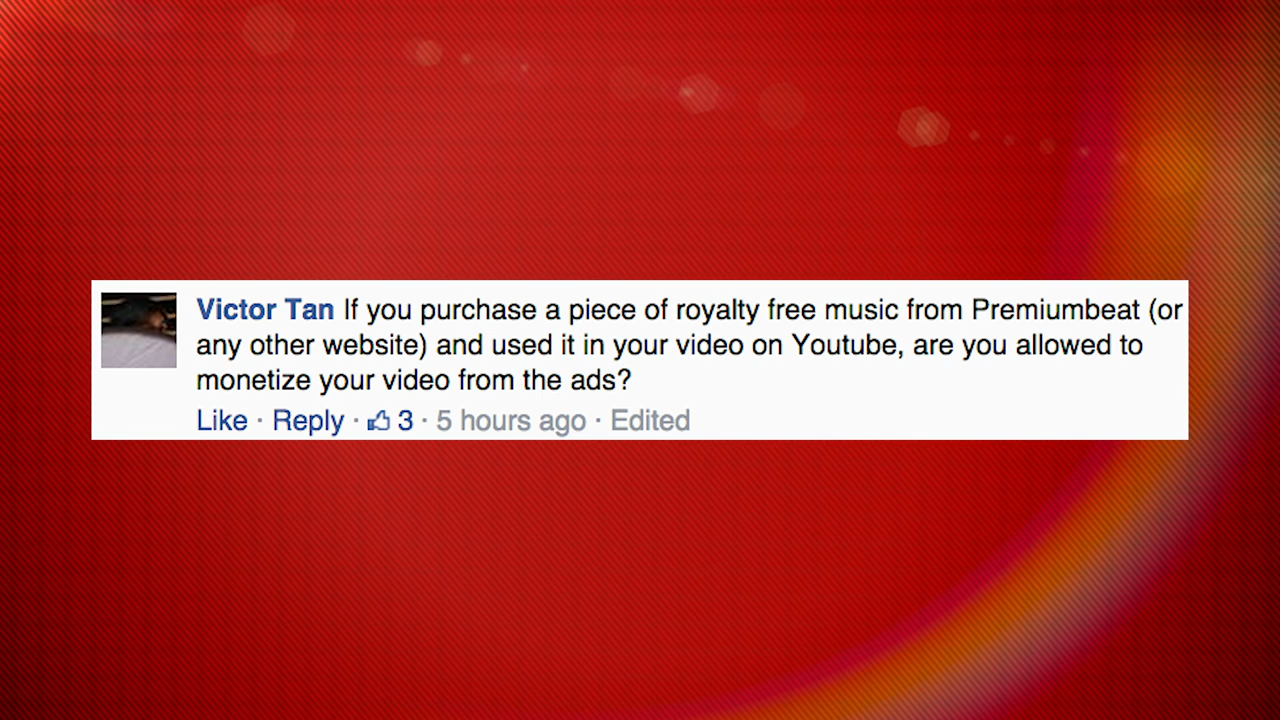 Victor Tan If you purchase a piece of royalty free music from Premiumbeat (or
any other website) and used it in your video on Youtube, are you allowed to
monetize your video from the ads?
Like · Reply · 3 · 5 hours ago · Edited